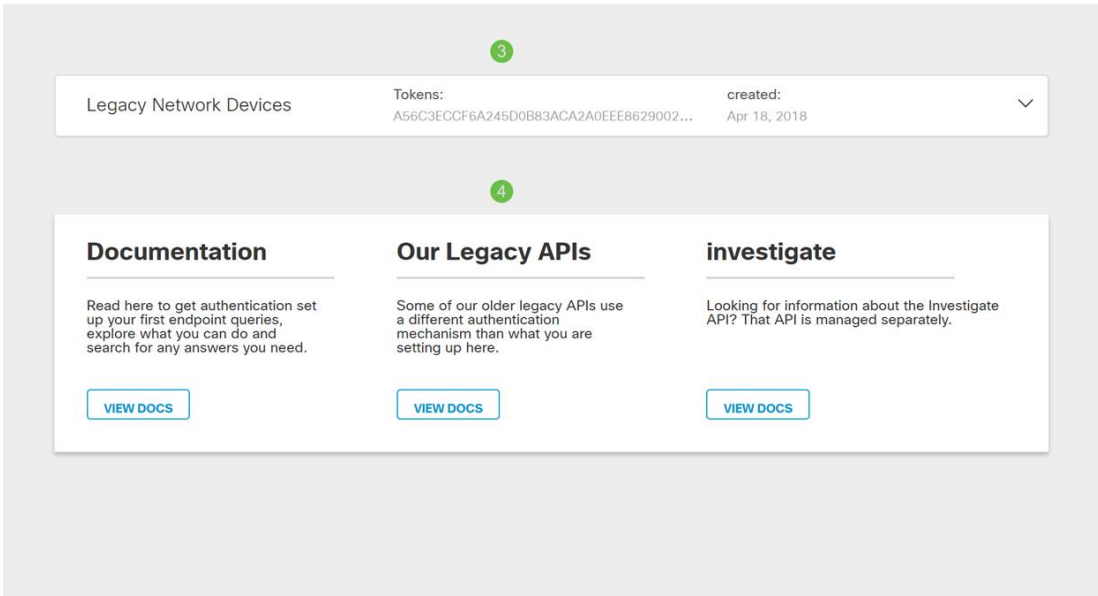 3
Legacy Network Devices
Tokens:
A56C3ECCF6A245D0B83ACA2A0EEE8629002...
created:
Apr 18, 2018
4
Documentation
Read here to get authentication set
up your first endpoint queries,
explore what you can do and
search for any answers you need.
VIEW DOCS
Our Legacy APIs
Some of our older legacy APIs use
a different authentication
mechanism than what you are
setting up here.
VIEW DOCS
investigate
Looking for information about the Investigate
API? That API is managed separately.
VIEW DOCS